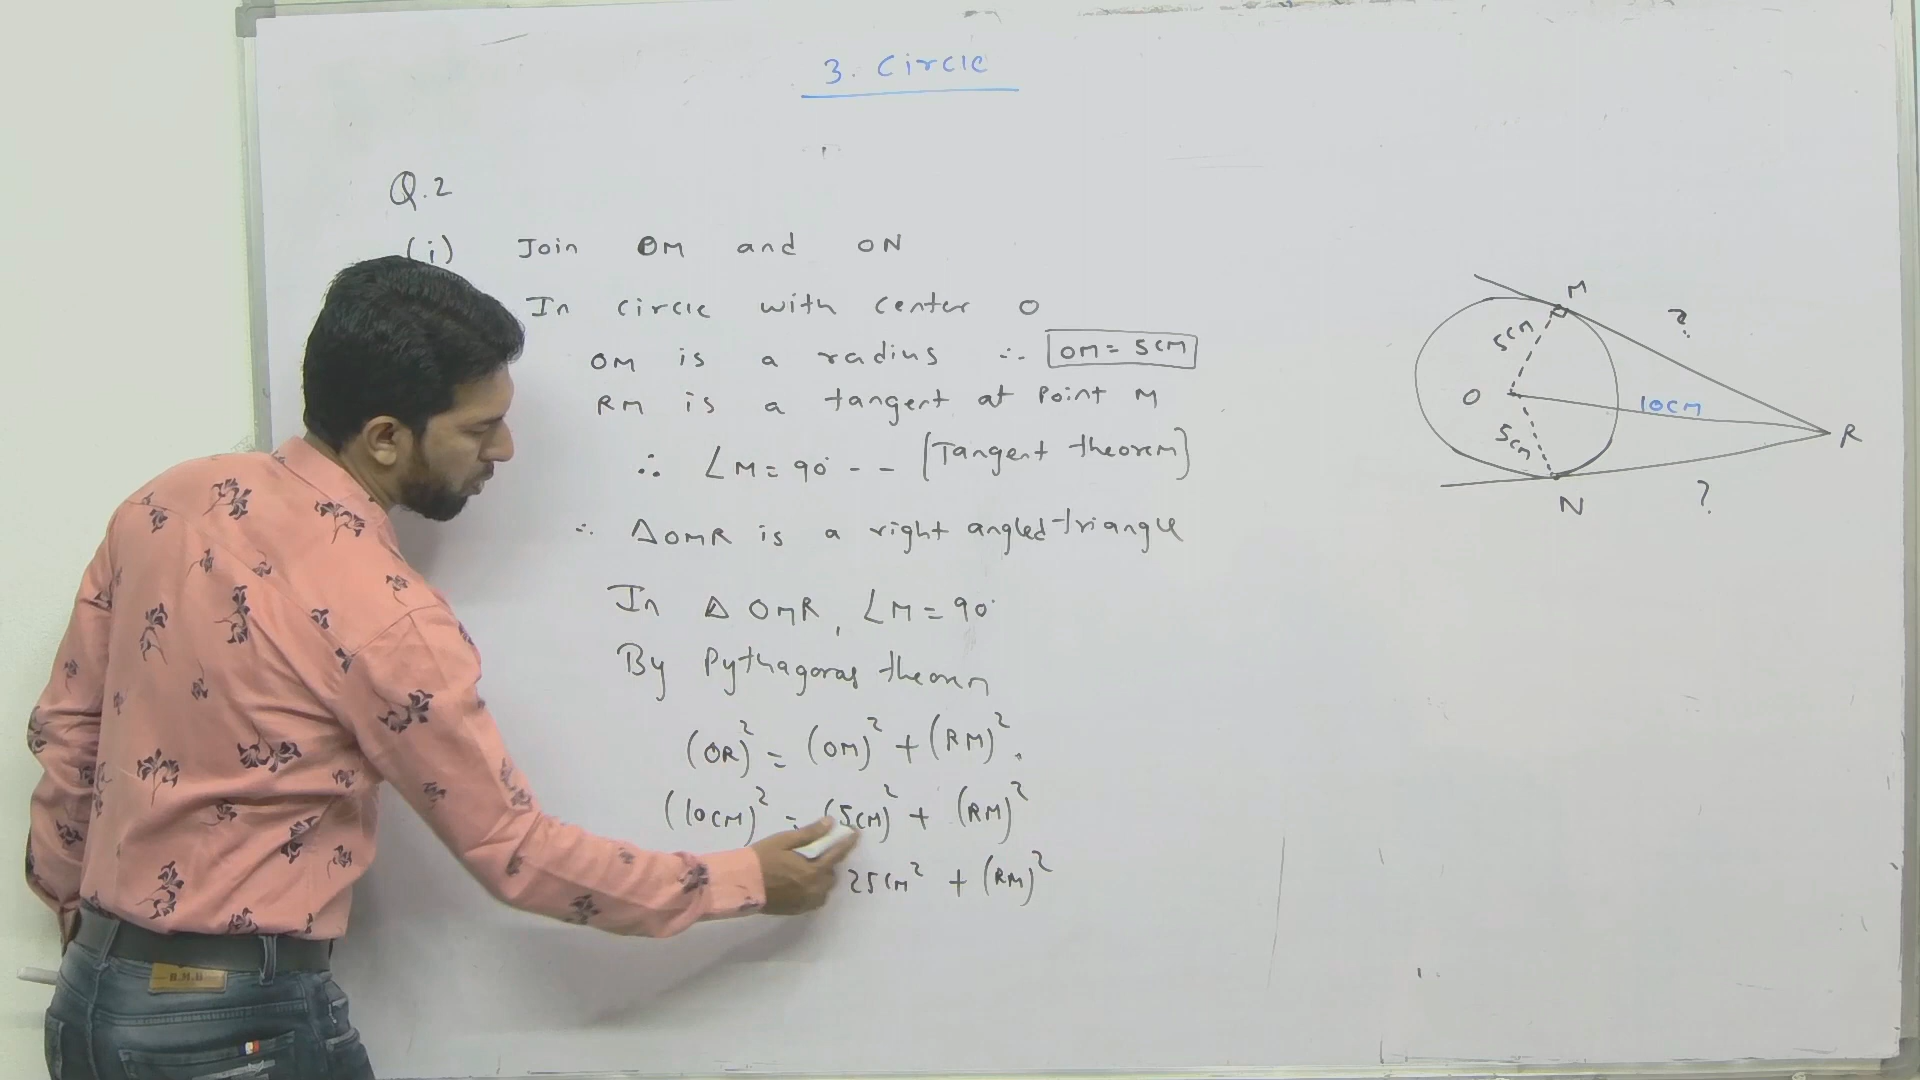 3. Circle
Q.2
(i) Join OM and ON
In circle with center O
OM is a radius ∴ OM = 5cm
RM is a tangent at point M
∴ ∠M = 90° - - [Tangent theorem]
∴ △OMR is a right angled triangle
In △ OMR, ∠M = 90°
By Pythagoras theorem
(OR)² = (OM)² + (RM)².
(10cm)² = (5cm)² + (RM)²
25cm² + (RM)²
M
?
5cm
O
10cm
R
5cm
N
?
R.M.B